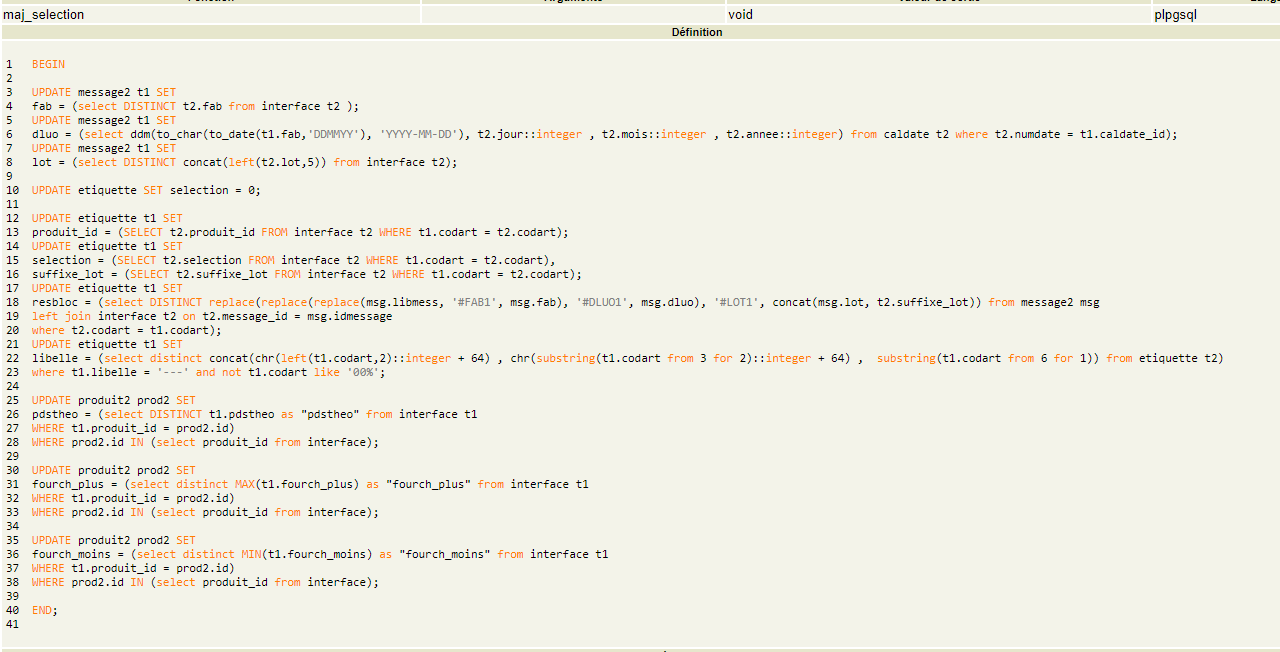 maj_selection void plpgsql
Définition
1 BEGIN
2
3 UPDATE message2 t1 SET
4 fab = (select DISTINCT t2.fab from interface t2 );
5 UPDATE message2 t1 SET
6 dluo = (select ddm(to_char(to_date(t1.fab,'DDMMYY'), 'YYYY-MM-DD'), t2.jour::integer , t2.mois::integer , t2.annee::integer) from caldate t2 where t2.numdate = t1.caldate_id);
7 UPDATE message2 t1 SET
8 lot = (select DISTINCT concat(left(t2.lot,5)) from interface t2);
9
10 UPDATE etiquette SET selection = 0;
11
12 UPDATE etiquette t1 SET
13 produit_id = (SELECT t2.produit_id FROM interface t2 WHERE t1.codart = t2.codart);
14 UPDATE etiquette t1 SET
15 selection = (SELECT t2.selection FROM interface t2 WHERE t1.codart = t2.codart),
16 suffixe_lot = (SELECT t2.suffixe_lot FROM interface t2 WHERE t1.codart = t2.codart);
17 UPDATE etiquette t1 SET
18 resbloc = (select DISTINCT replace(replace(replace(msg.libmess, '#FAB1', msg.fab), '#DLUO1', msg.dluo), '#LOT1', concat(msg.lot, t2.suffixe_lot)) from message2 msg
19 left join interface t2 on t2.message_id = msg.idmessage
20 where t2.codart = t1.codart);
21 UPDATE etiquette t1 SET
22 libelle = (select distinct concat(chr(left(t1.codart,2)::integer + 64) , chr(substring(t1.codart from 3 for 2)::integer + 64) , substring(t1.codart from 6 for 1)) from etiquette t2)
23 where t1.libelle = '---' and not t1.codart like '00%';
24
25 UPDATE produit2 prod2 SET
26 pdstheo = (select DISTINCT t1.pdstheo as "pdstheo" from interface t1
27 WHERE t1.produit_id = prod2.id)
28 WHERE prod2.id IN (select produit_id from interface);
29
30 UPDATE produit2 prod2 SET
31 fourch_plus = (select distinct MAX(t1.fourch_plus) as "fourch_plus" from interface t1
32 WHERE t1.produit_id = prod2.id)
33 WHERE prod2.id IN (select produit_id from interface);
34
35 UPDATE produit2 prod2 SET
36 fourch_moins = (select distinct MIN(t1.fourch_moins) as "fourch_moins" from interface t1
37 WHERE t1.produit_id = prod2.id)
38 WHERE prod2.id IN (select produit_id from interface);
39
40 END;
41